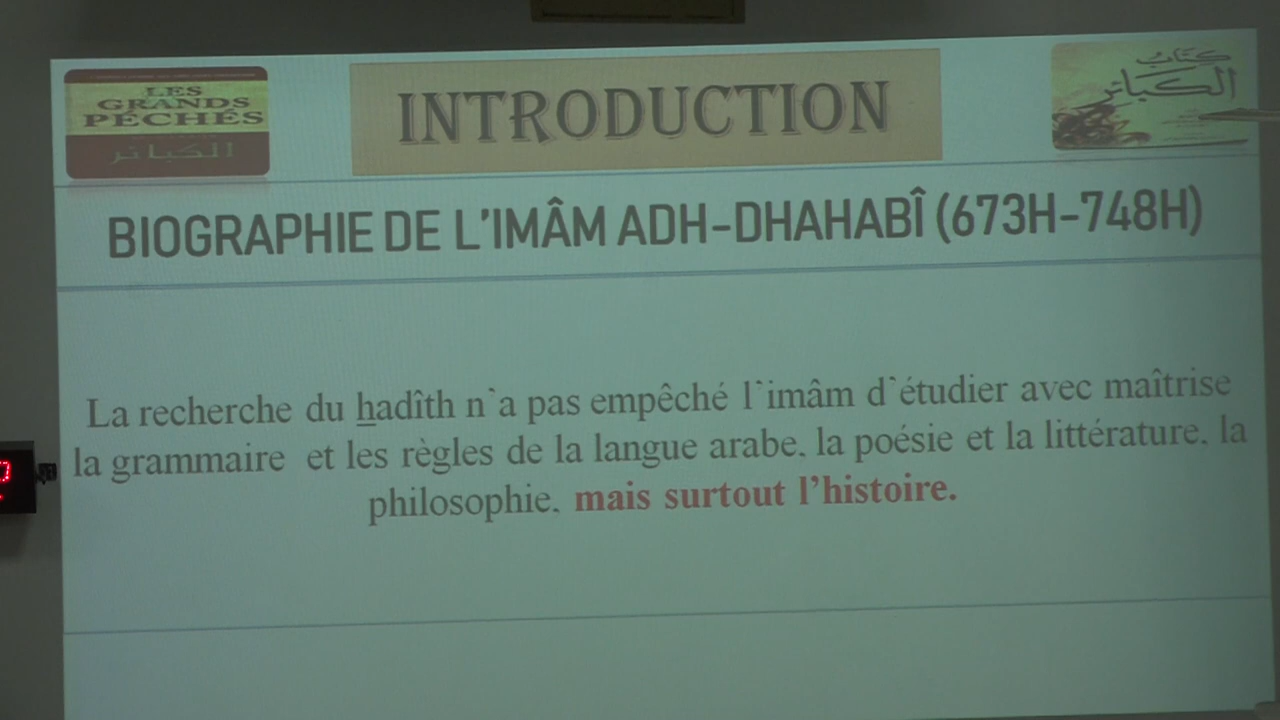 LES
GRANDS
PÉCHÉS
الكبائر
INTRODUCTION
كتاب
الكبائر
BIOGRAPHIE DE L'IMÂM ADH-DHAHABÎ (673H-748H)
La recherche du hadîth n`a pas empêché l`imâm d`étudier avec maîtrise
la grammaire et les règles de la langue arabe, la poésie et la littérature, la
philosophie, mais surtout l'histoire.